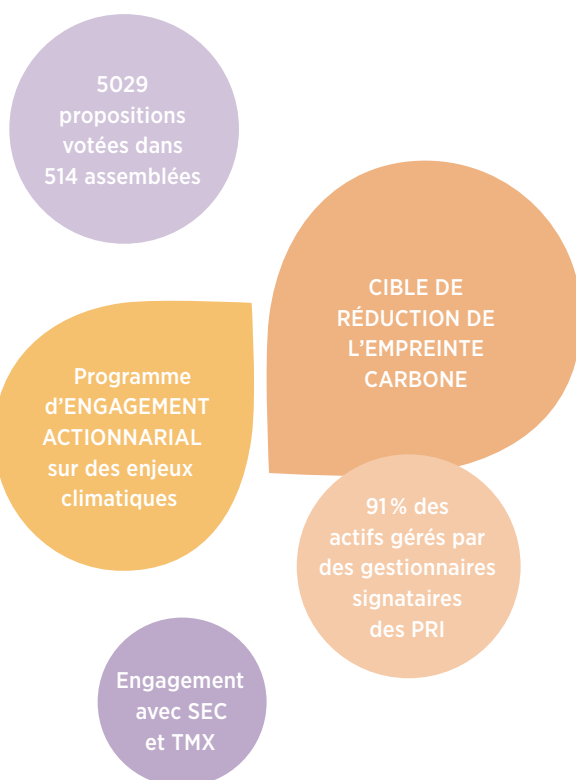 5029
propositions
votées dans
514 assemblées
CIBLE DE
RÉDUCTION DE
L'EMPREINTE
CARBONE
Programme
d'ENGAGEMENT
ACTIONNARIAL
sur des enjeux
climatiques
91 % des
actifs gérés par
des gestionnaires
signataires
des PRI
Engagement
avec SEC
et TMX